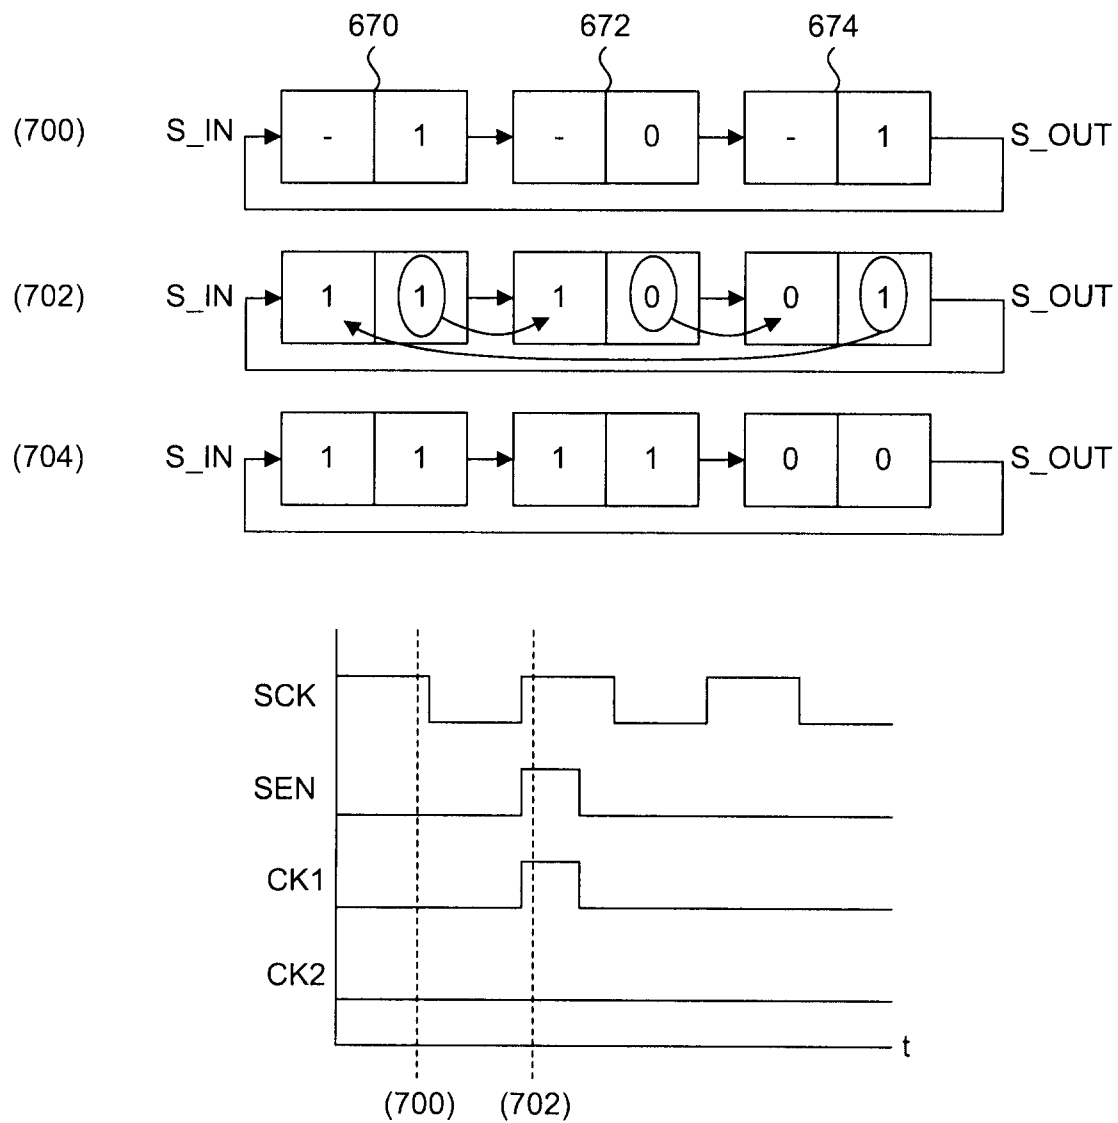 670 672 674
(700) S_IN - 1 - 0 - 1 S_OUT
(702) S_IN 1 1 1 0 0 1 S_OUT
(704) S_IN 1 1 1 1 0 0 S_OUT
SCK
SEN
CK1
CK2
t
(700) (702)